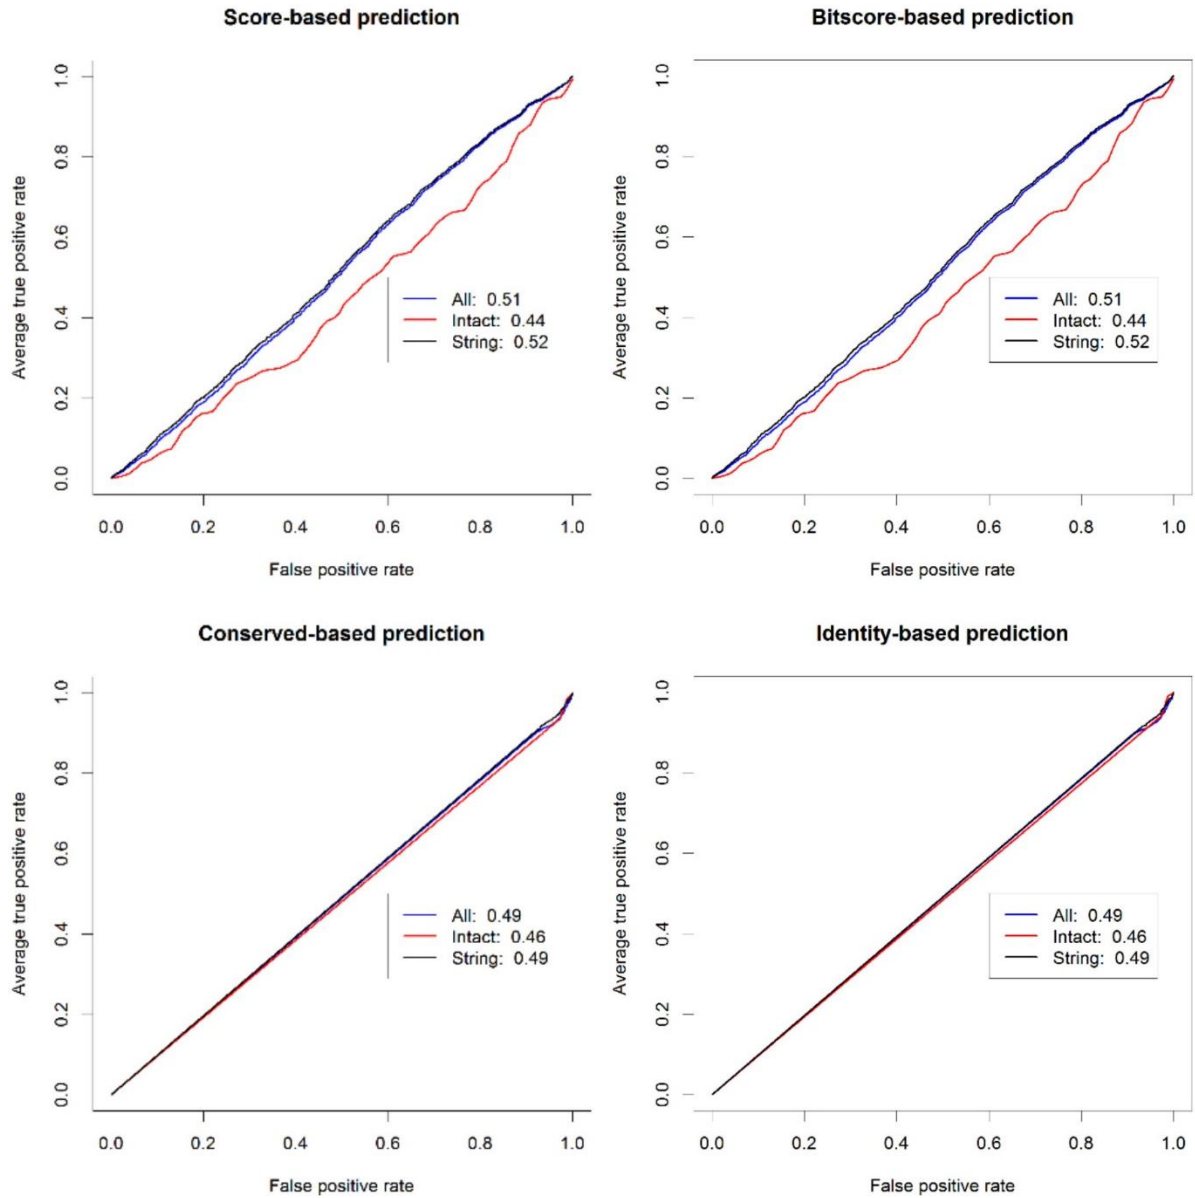 Score-based prediction
Average true positive rate
1.0
0.8
0.6
0.4
0.2
0.0
All: 0.51
Intact: 0.44
String: 0.52
0.0 0.2 0.4 0.6 0.8 1.0
False positive rate
Bitscore-based prediction
Average true positive rate
1.0
0.8
0.6
0.4
0.2
0.0
All: 0.51
Intact: 0.44
String: 0.52
0.0 0.2 0.4 0.6 0.8 1.0
False positive rate
Conserved-based prediction
Average true positive rate
1.0
0.8
0.6
0.4
0.2
0.0
All: 0.49
Intact: 0.46
String: 0.49
0.0 0.2 0.4 0.6 0.8 1.0
False positive rate
Identity-based prediction
Average true positive rate
1.0
0.8
0.6
0.4
0.2
0.0
All: 0.49
Intact: 0.46
String: 0.49
0.0 0.2 0.4 0.6 0.8 1.0
False positive rate